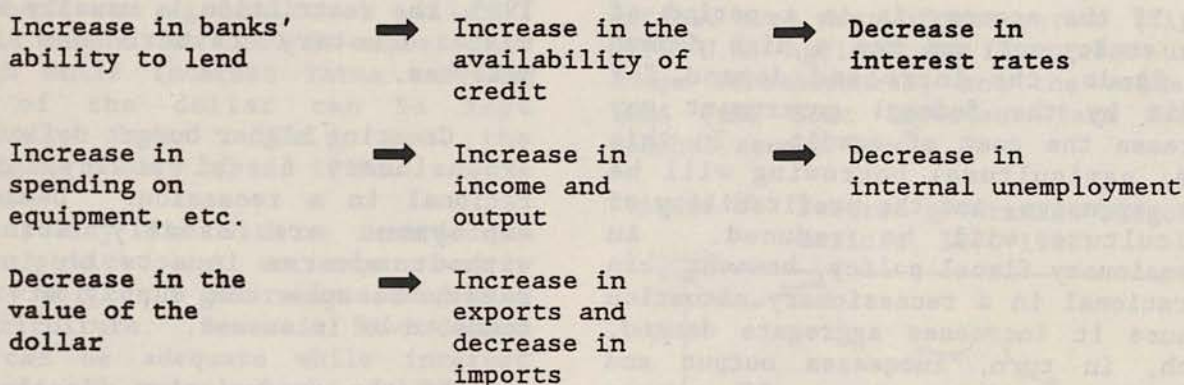 Increase in banks' ➡ Increase in the ➡ Decrease in
ability to lend availability of interest rates
credit
Increase in ➡ Increase in ➡ Decrease in
spending on income and internal unemployment
equipment, etc. output
Decrease in the ➡ Increase in
value of the exports and
dollar decrease in
imports